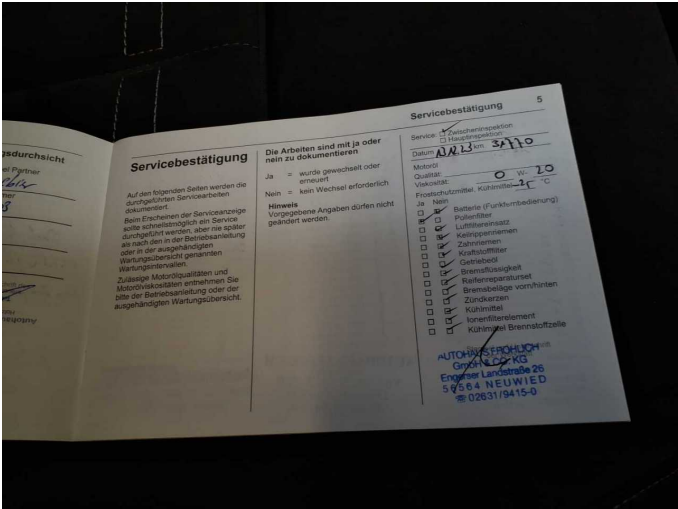 Servicebestätigung 5
gsdurchsicht
el Partner
Servicebestätigung
Auf den folgenden Seiten werden die
durchgeführten Servicearbeiten
dokumentiert.
Beim Erscheinen der Serviceanzeige
sollte schnellstmöglich ein Service
durchgeführt werden, aber nie später
als nach den in der Betriebsanleitung
oder in der ausgehändigten
Wartungsübersicht genannten
Wartungsintervallen.
Zulässige Motorölqualitäten und
Motorölviskositäten entnehmen Sie
bitte der Betriebsanleitung oder der
ausgehändigten Wartungsübersicht.
Die Arbeiten sind mit ja oder
nein zu dokumentieren
Ja = wurde gewechselt oder
erneuert
Nein = kein Wechsel erforderlich
Hinweis
Vorgegebene Angaben dürfen nicht
geändert werden.
Service: Zwischeninspektion
Hauptinspektion
Datum km
Motoröl
Qualität:
Viskosität: 0 W- 20
Frostschutzmittel, Kühlmittel -25 °C
Ja Nein
Batterie (Funkfernbedienung)
Pollenfilter
Luftfiltereinsatz
Keilrippenriemen
Zahnriemen
Kraftstofffilter
Getriebeöl
Bremsflüssigkeit
Reifenreparaturset
Bremsbeläge vorn/hinten
Zündkerzen
Kühlmittel
Ionenfilterelement
Kühlmittel Brennstoffzelle
AUTOHAUS FRÖHLICH
GmbH & CO. KG
Engerser Landstraße 26
56564 NEUWIED
☎ 02631/9415-0